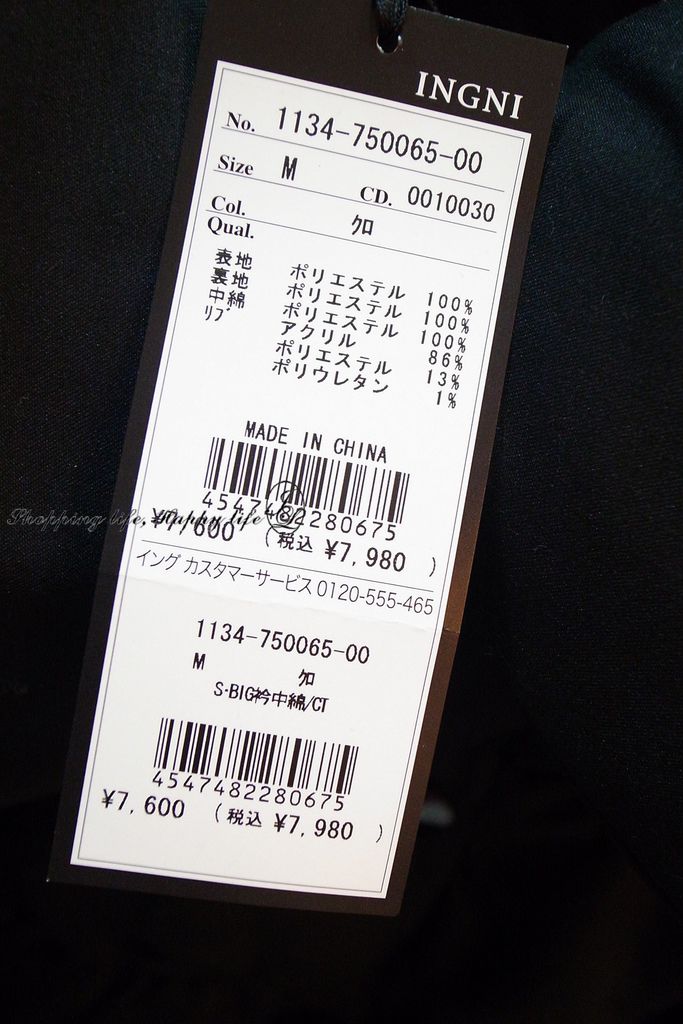 INGNI
No. 1134-750065-00
Size M CD. 0010030
Col. クロ
Qual.
表地 ポリエステル 100%
裏地 ポリエステル 100%
中綿 ポリエステル 100%
リブ アクリル 86%
ポリエステル 13%
ポリウレタン 1%
MADE IN CHINA
4547482280675
Shopping life, Happy life
¥7,600 (税込 ¥7,980 )
イング カスタマーサービス 0120-555-465
1134-750065-00
M クロ
S・BIG衿中綿/CT
4547482280675
¥7,600 (税込 ¥7,980 )